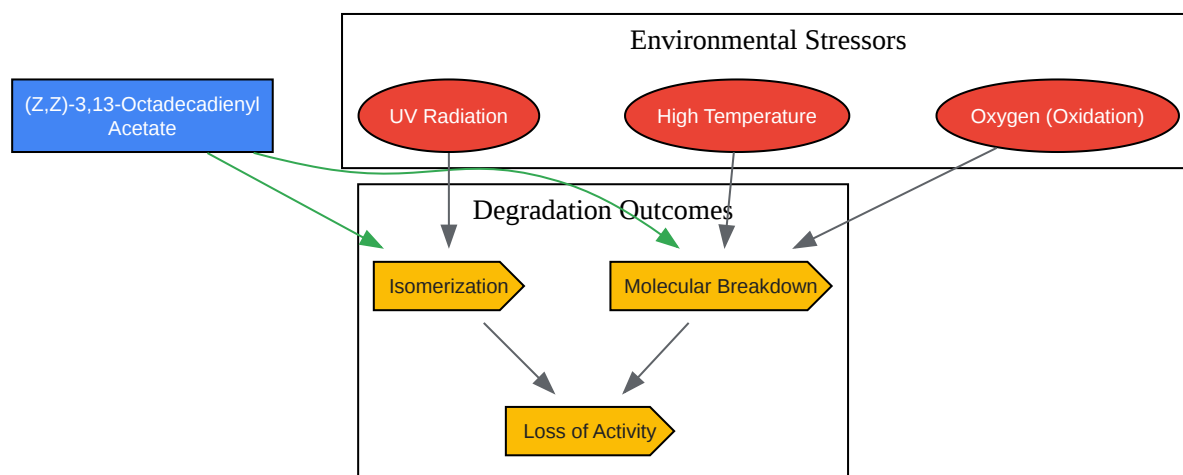 Environmental Stressors
(Z,Z)-3,13-Octadecadienyl
Acetate
UV Radiation
High Temperature
Oxygen (Oxidation)
Degradation Outcomes
Isomerization
Molecular Breakdown
Loss of Activity